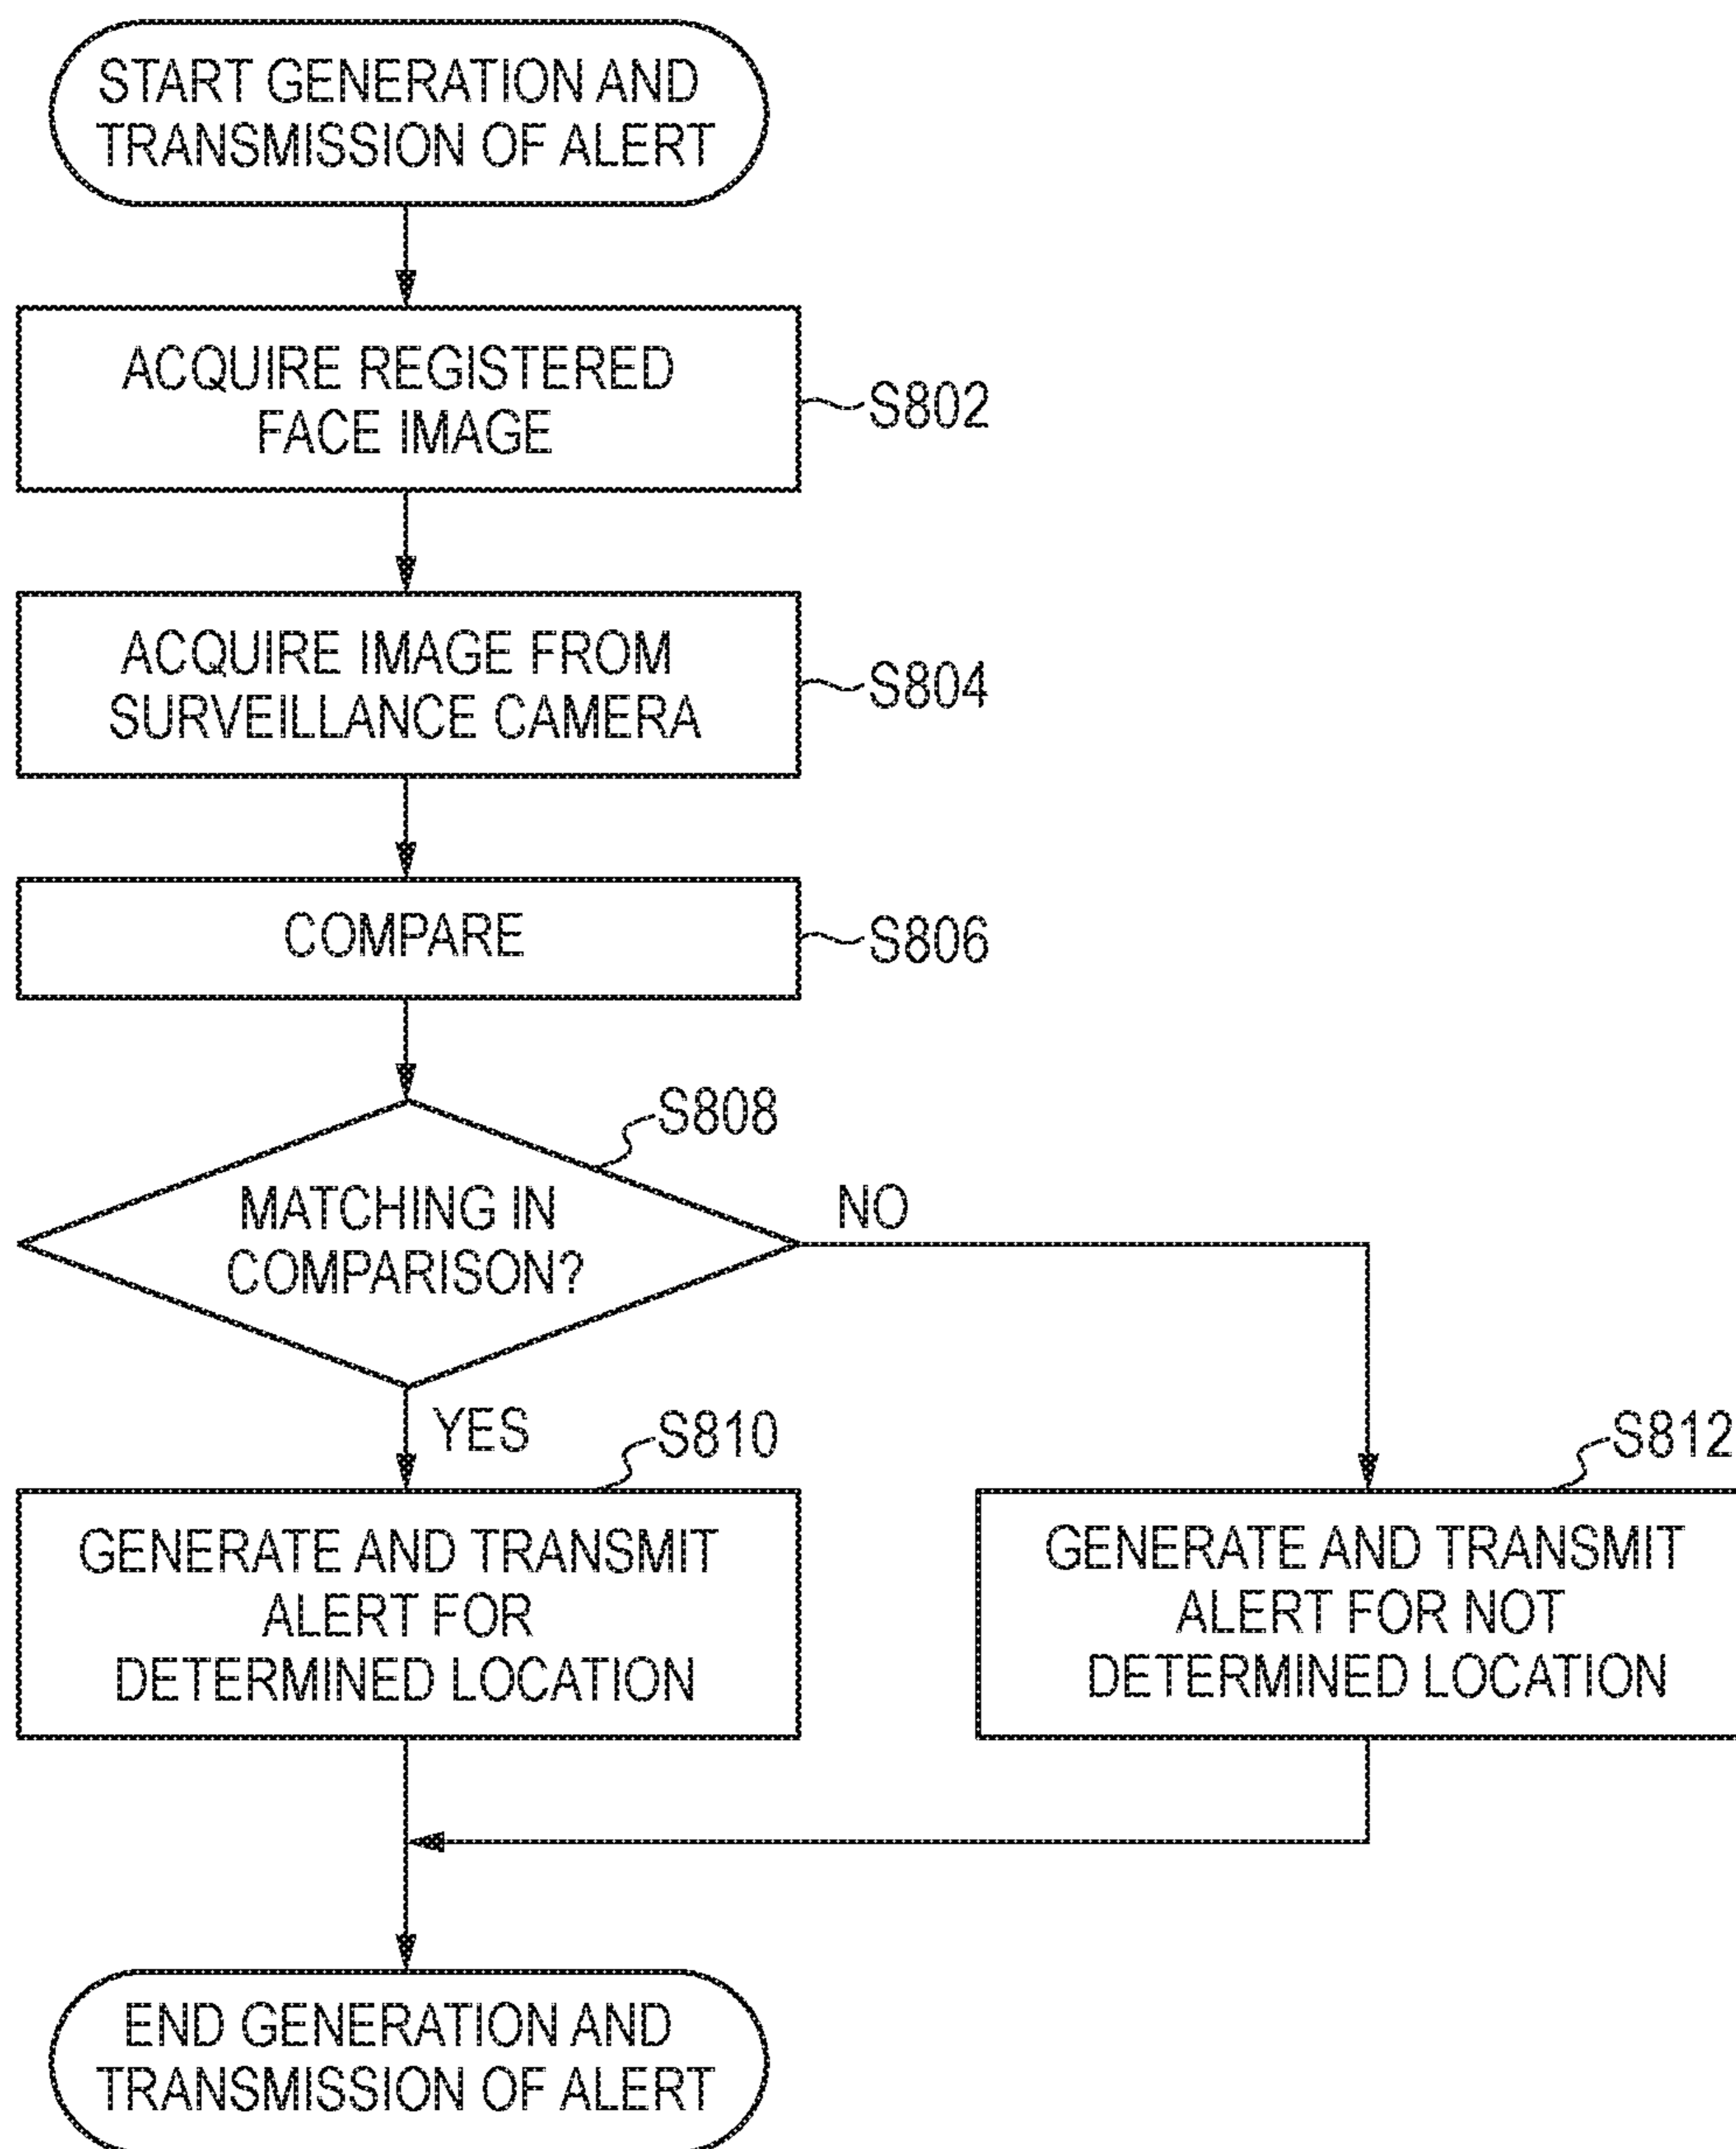 START GENERATION AND
TRANSMISSION OF ALERT
ACQUIRE REGISTERED
FACE IMAGE
S802
ACQUIRE IMAGE FROM
SURVEILLANCE CAMERA
S804
COMPARE
S806
S808
MATCHING IN
COMPARISON?
NO
YES
S810
GENERATE AND TRANSMIT
ALERT FOR
DETERMINED LOCATION
S812
GENERATE AND TRANSMIT
ALERT FOR NOT
DETERMINED LOCATION
END GENERATION AND
TRANSMISSION OF ALERT